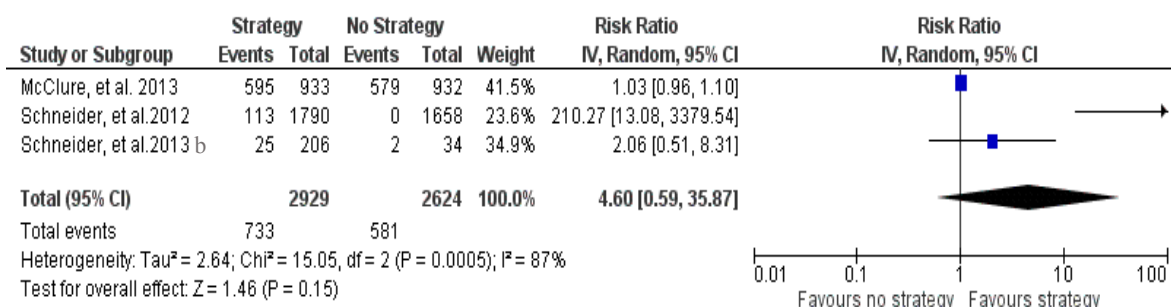 Strategy No Strategy Risk Ratio Risk Ratio
Study or Subgroup Events Total Events Total Weight IV, Random, 95% CI IV, Random, 95% CI
McClure, et al. 2013 595 933 579 932 41.5% 1.03 [0.96, 1.10]
Schneider, et al.2012 113 1790 0 1658 23.6% 210.27 [13.08, 3379.54]
Schneider, et al.2013 b 25 206 2 34 34.9% 2.06 [0.51, 8.31]
Total (95% CI) 2929 2624 100.0% 4.60 [0.59, 35.87]
Total events 733 581
Heterogeneity: Tau² = 2.64; Chi² = 15.05, df = 2 (P = 0.0005); I² = 87%
Test for overall effect: Z = 1.46 (P = 0.15)
0.01 0.1 1 10 100
Favours no strategy Favours strategy